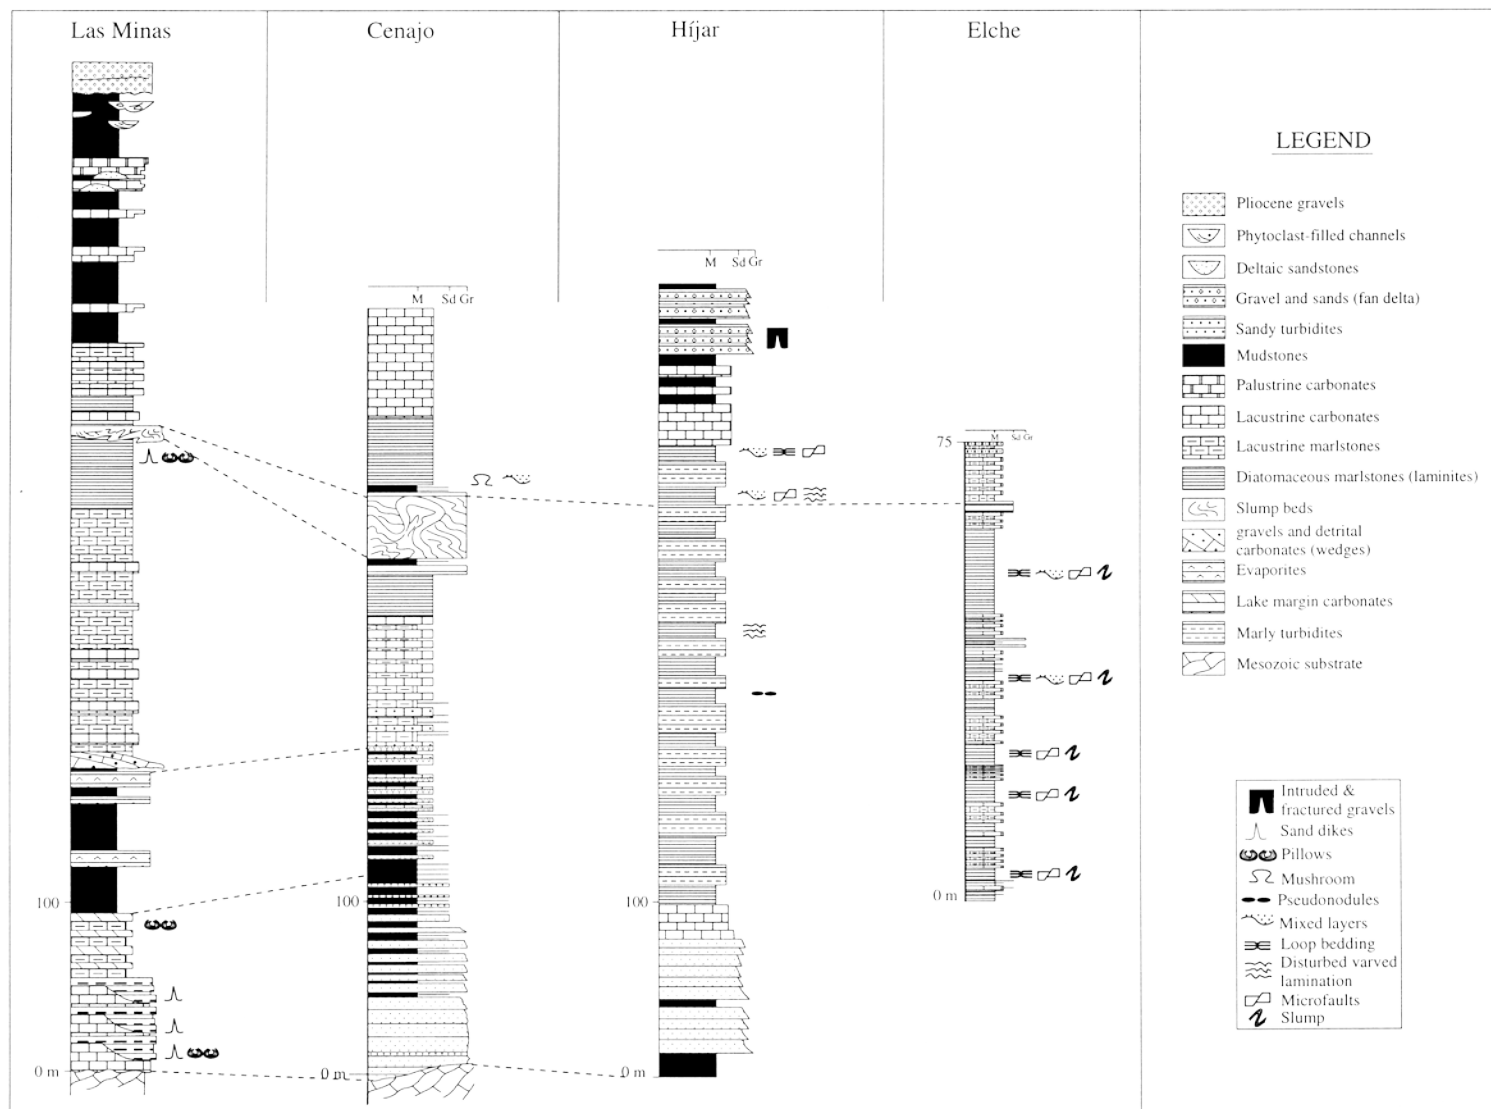 Las Minas
Cenajo
Híjar
Elche
M Sd Gr
M Sd Gr
75
M Sd Gr
100
100
100
0 m
0 m
0 m
0 m
LEGEND
Pliocene gravels
Phytoclast-filled channels
Deltaic sandstones
Gravel and sands (fan delta)
Sandy turbidites
Mudstones
Palustrine carbonates
Lacustrine carbonates
Lacustrine marlstones
Diatomaceous marlstones (laminites)
Slump beds
gravels and detrital
carbonates (wedges)
Evaporites
Lake margin carbonates
Marly turbidites
Mesozoic substrate
Intruded &
fractured gravels
Sand dikes
Pillows
Mushroom
Pseudonodules
Mixed layers
Loop bedding
Disturbed varved
lamination
Microfaults
Slump